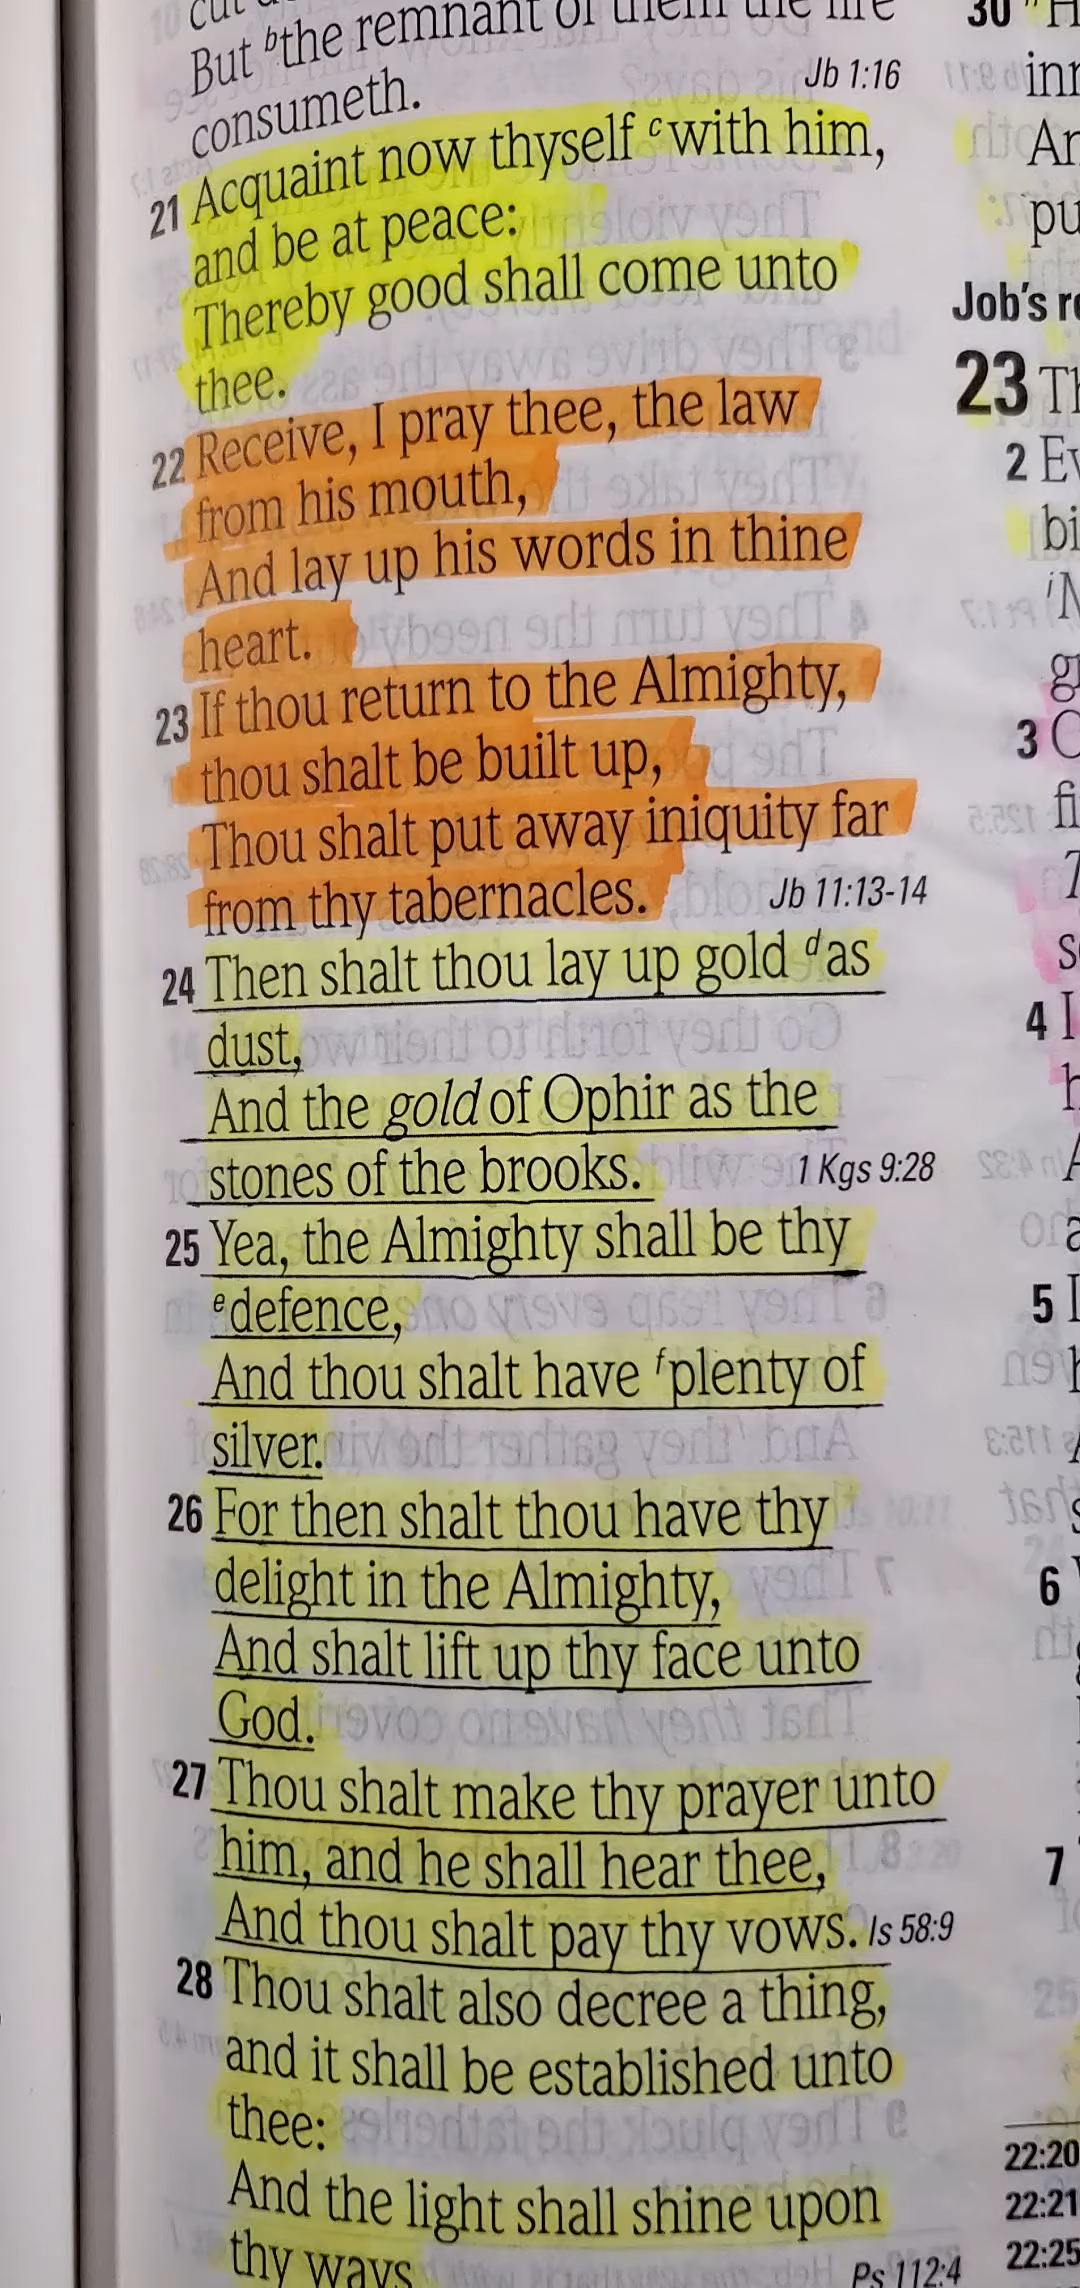 But ᵇthe remnant of them the fire
consumeth. Jb 1:16
21 Acquaint now thyself ᶜwith him,
and be at peace:
Thereby good shall come unto
thee.
22 Receive, I pray thee, the law
from his mouth,
And lay up his words in thine
heart.
23 If thou return to the Almighty,
thou shalt be built up,
Thou shalt put away iniquity far
from thy tabernacles. Jb 11:13-14
24 Then shalt thou lay up gold ᵈas
dust,
And the gold of Ophir as the
stones of the brooks. 1 Kgs 9:28
25 Yea, the Almighty shall be thy
ᵉdefence,
And thou shalt have ᶠplenty of
silver.
26 For then shalt thou have thy
delight in the Almighty,
And shalt lift up thy face unto
God.
27 Thou shalt make thy prayer unto
him, and he shall hear thee,
And thou shalt pay thy vows. Is 58:9
28 Thou shalt also decree a thing,
and it shall be established unto
thee:
And the light shall shine upon
thy ways Ps 112:4
30
Job's
23
2
3
4 I
5
6
7
22:20
22:21
22:25